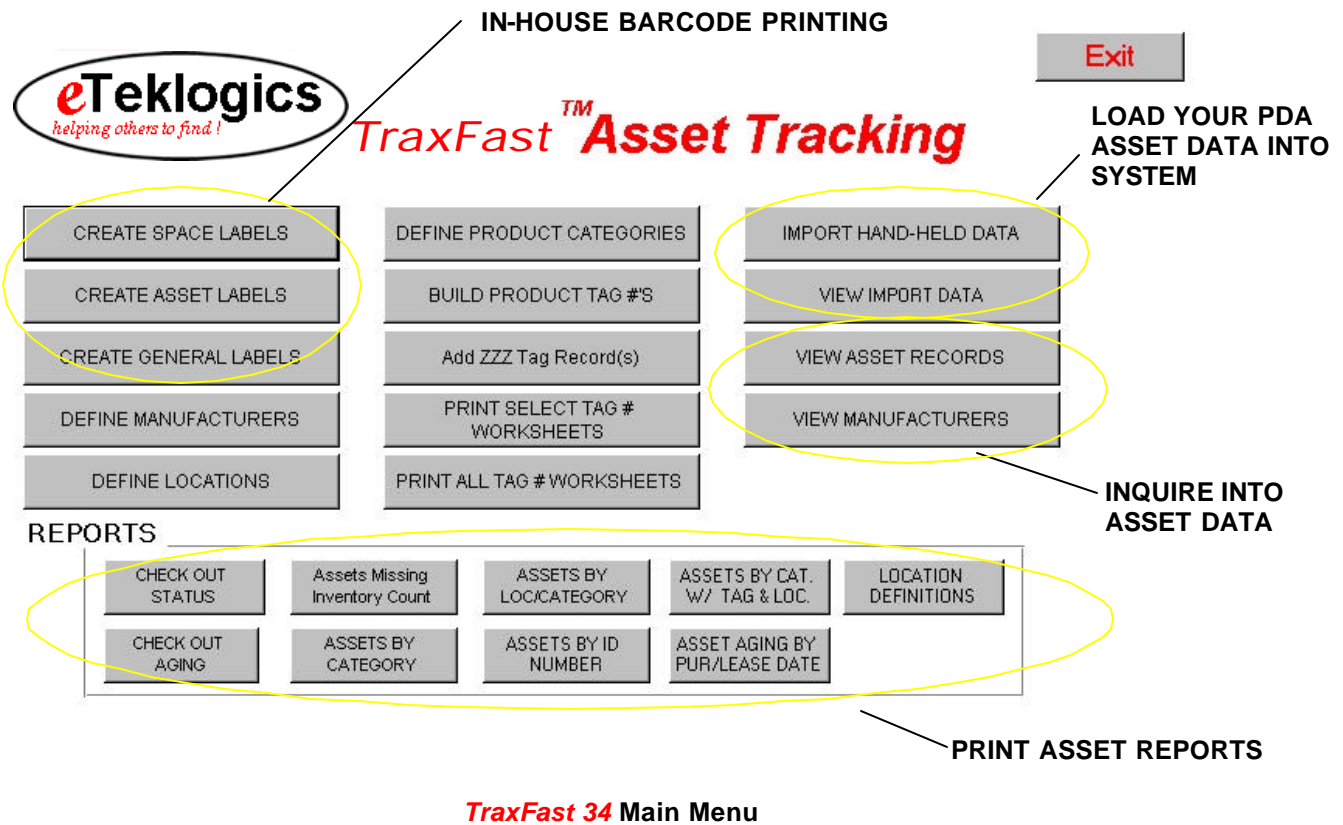 IN-HOUSE BARCODE PRINTING
Exit
eTeklogics
helping others to find !
TraxFast ™Asset Tracking
LOAD YOUR PDA
ASSET DATA INTO
SYSTEM
CREATE SPACE LABELS
DEFINE PRODUCT CATEGORIES
IMPORT HAND-HELD DATA
CREATE ASSET LABELS
BUILD PRODUCT TAG #'S
VIEW IMPORT DATA
CREATE GENERAL LABELS
Add ZZZ Tag Record(s)
VIEW ASSET RECORDS
DEFINE MANUFACTURERS
PRINT SELECT TAG #
WORKSHEETS
VIEW MANUFACTURERS
DEFINE LOCATIONS
PRINT ALL TAG # WORKSHEETS
INQUIRE INTO
ASSET DATA
REPORTS
CHECK OUT
STATUS
Assets Missing
Inventory Count
ASSETS BY
LOC/CATEGORY
ASSETS BY CAT.
W/ TAG & LOC.
LOCATION
DEFINITIONS
CHECK OUT
AGING
ASSETS BY
CATEGORY
ASSETS BY ID
NUMBER
ASSET AGING BY
PUR/LEASE DATE
PRINT ASSET REPORTS
TraxFast 34 Main Menu